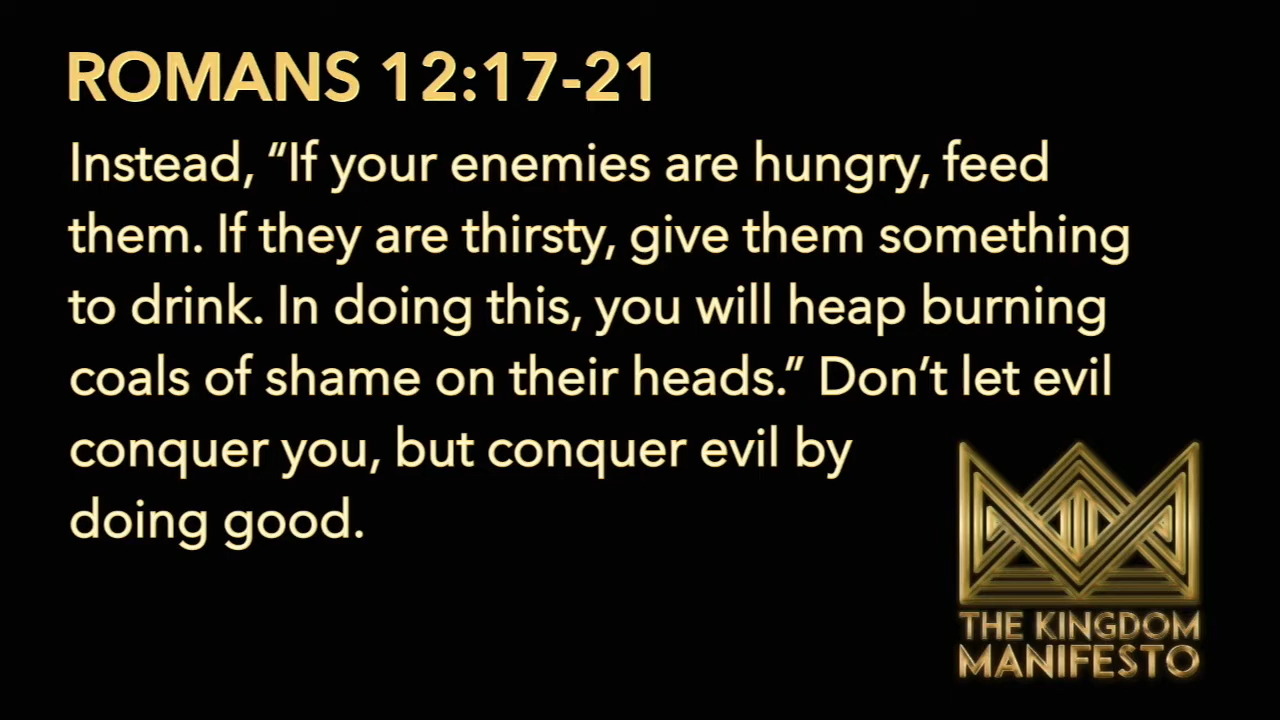 ROMANS 12:17-21
Instead, “If your enemies are hungry, feed
them. If they are thirsty, give them something
to drink. In doing this, you will heap burning
coals of shame on their heads.” Don’t let evil
conquer you, but conquer evil by
doing good.
THE KINGDOM
MANIFESTO